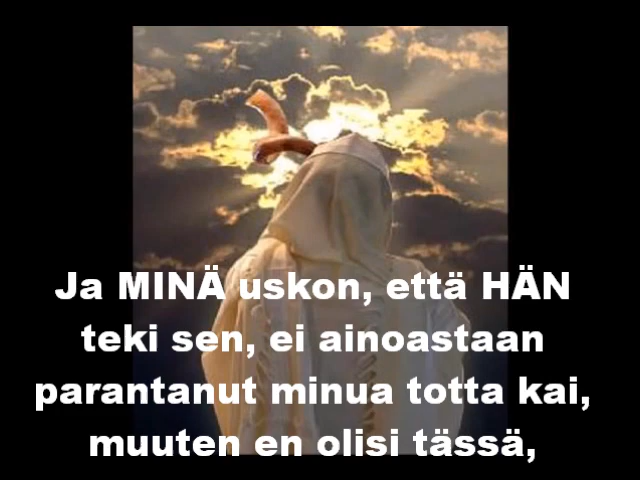 Ja MINÄ uskon, että HÄN
teki sen, ei ainoastaan
parantanut minua totta kai,
muuten en olisi tässä,